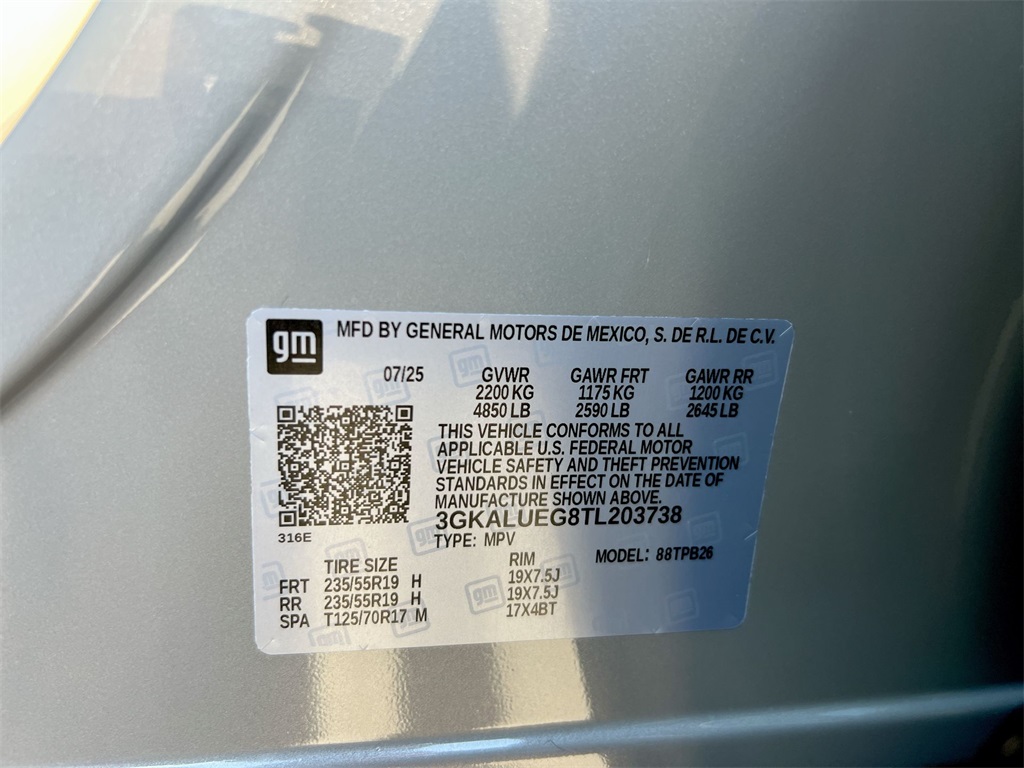 gm
MFD BY GENERAL MOTORS DE MEXICO, S. DE R.L. DE C.V.
07/25 GVWR GAWR FRT GAWR RR
2200 KG 1175 KG 1200 KG
4850 LB 2590 LB 2645 LB
THIS VEHICLE CONFORMS TO ALL
APPLICABLE U.S. FEDERAL MOTOR
VEHICLE SAFETY AND THEFT PREVENTION
STANDARDS IN EFFECT ON THE DATE OF
MANUFACTURE SHOWN ABOVE.
3GKALUEG8TL203738
316E
TYPE: MPV
MODEL: 88TPB26
TIRE SIZE RIM
FRT 235/55R19 H 19X7.5J
RR 235/55R19 H 19X7.5J
SPA T125/70R17 M 17X4BT